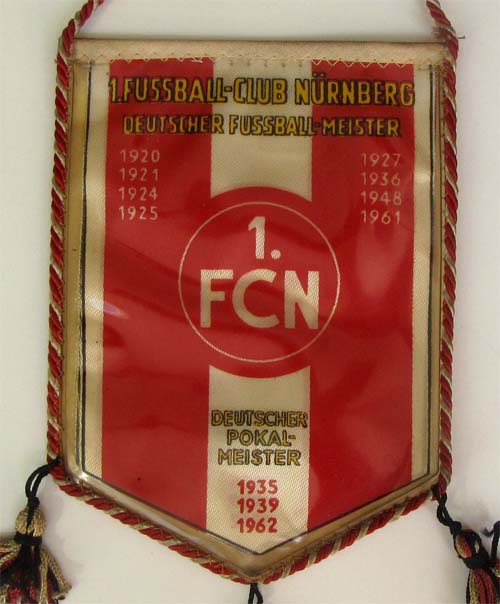 1. FUSSBALL-CLUB NÜRNBERG
DEUTSCHER FUSSBALL-MEISTER
1920
1921
1924
1925
1927
1936
1948
1961
1.
FCN
DEUTSCHER
POKAL-
MEISTER
1935
1939
1962